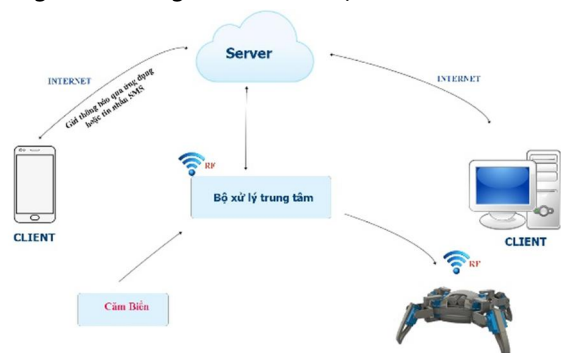 Server
INTERNET
INTERNET
Gửi thông báo qua ứng dụng
hoặc tin nhắn SMS
RF
Bộ xử lý trung tâm
CLIENT
CLIENT
RF
Cảm Biến